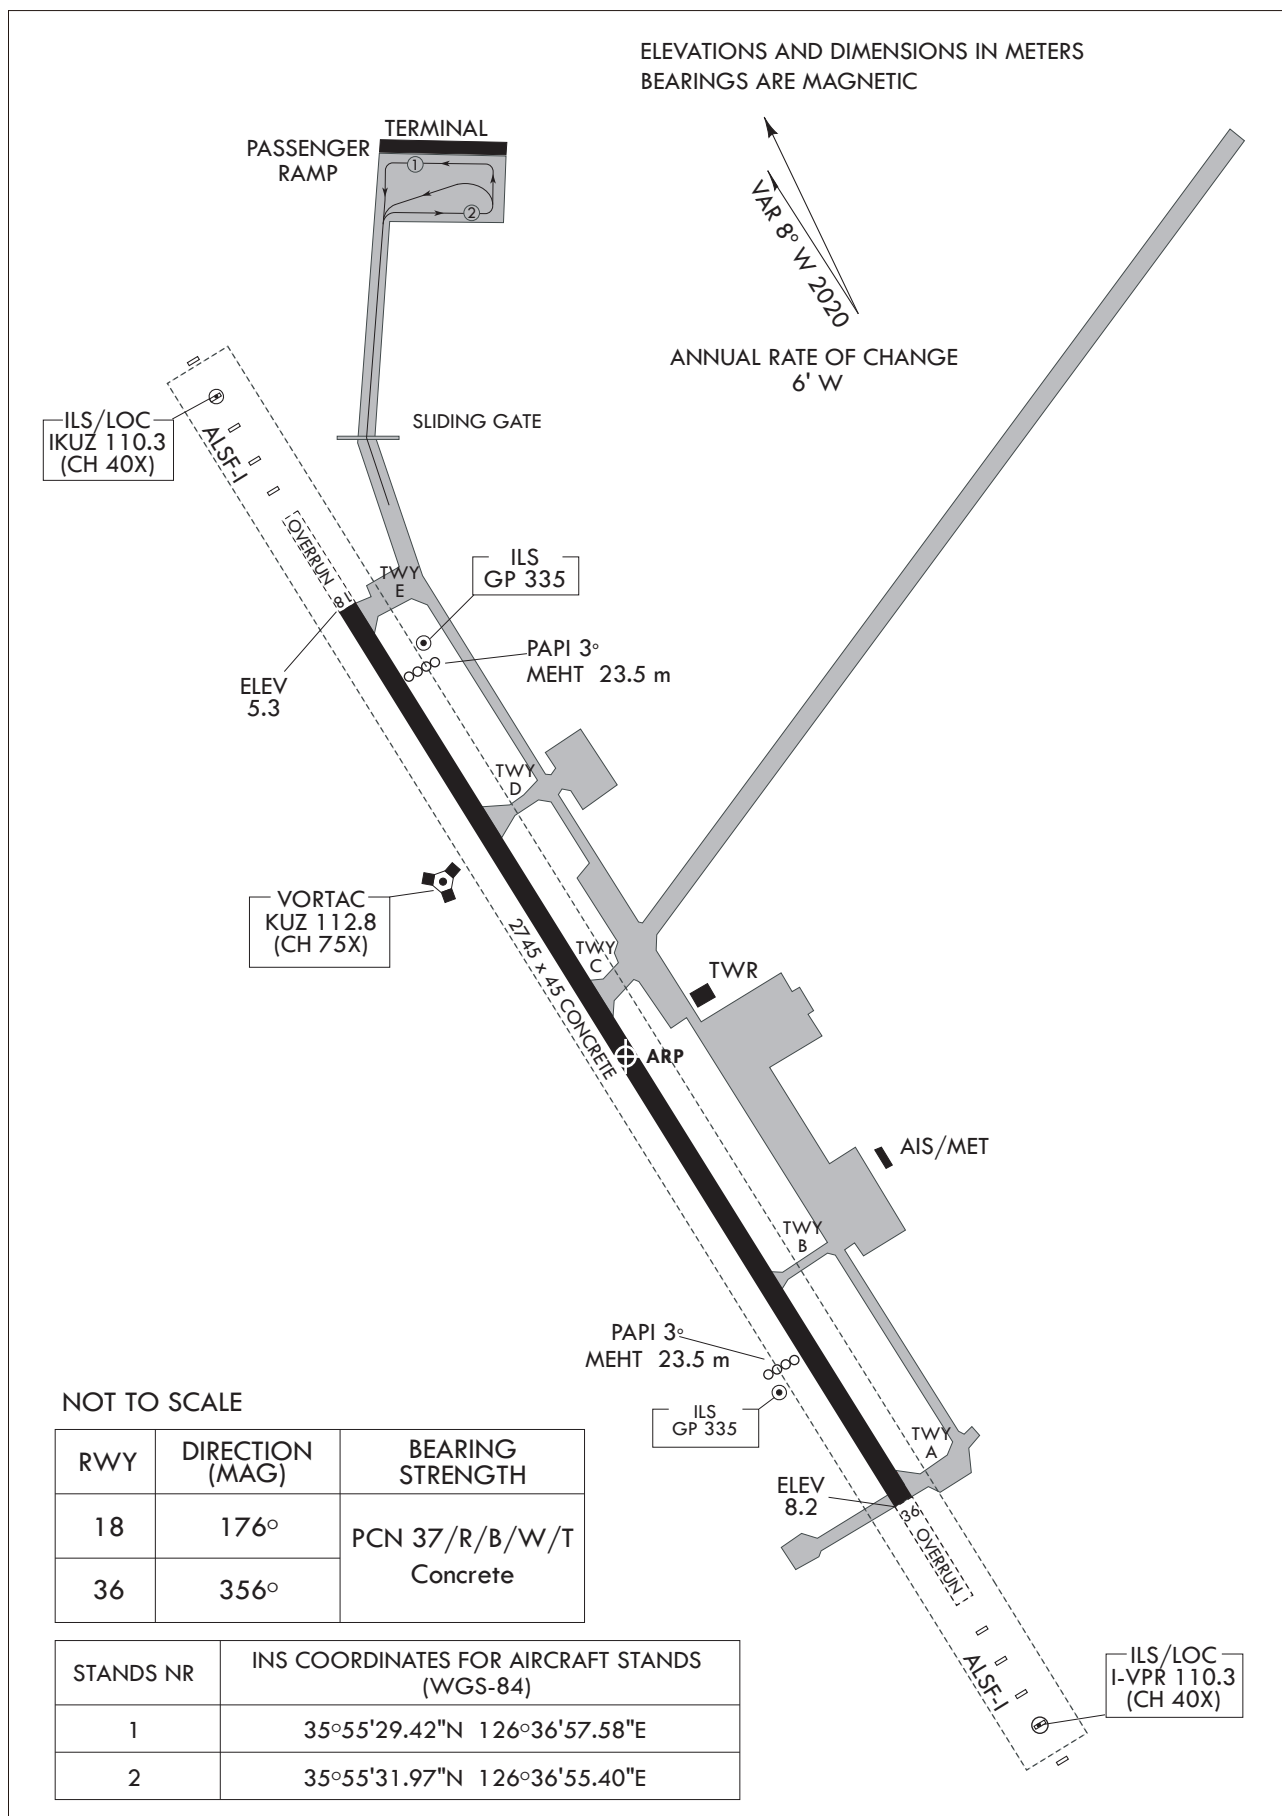 ELEVATIONS AND DIMENSIONS IN METERS
BEARINGS ARE MAGNETIC
TERMINAL
PASSENGER
RAMP
1
2
VAR 8° W 2020
ANNUAL RATE OF CHANGE
6' W
SLIDING GATE
ILS/LOC
IKUZ 110.3
(CH 40X)
ALSF-I
OVERRUN
18
TWY
E
ILS
GP 335
PAPI 3°
MEHT 23.5 m
ELEV
5.3
TWY
D
VORTAC
KUZ 112.8
(CH 75X)
2745 x 45 CONCRETE
TWY
C
TWR
ARP
AIS/MET
TWY
B
PAPI 3°
MEHT 23.5 m
ILS
GP 335
TWY
A
ELEV
8.2
36
OVERRUN
ALSF-I
ILS/LOC
I-VPR 110.3
(CH 40X)
NOT TO SCALE
RWY DIRECTION (MAG) BEARING STRENGTH
18 176° PCN 37/R/B/W/T
36 356° Concrete
STANDS NR INS COORDINATES FOR AIRCRAFT STANDS
(WGS-84)
1 35°55'29.42"N 126°36'57.58"E
2 35°55'31.97"N 126°36'55.40"E